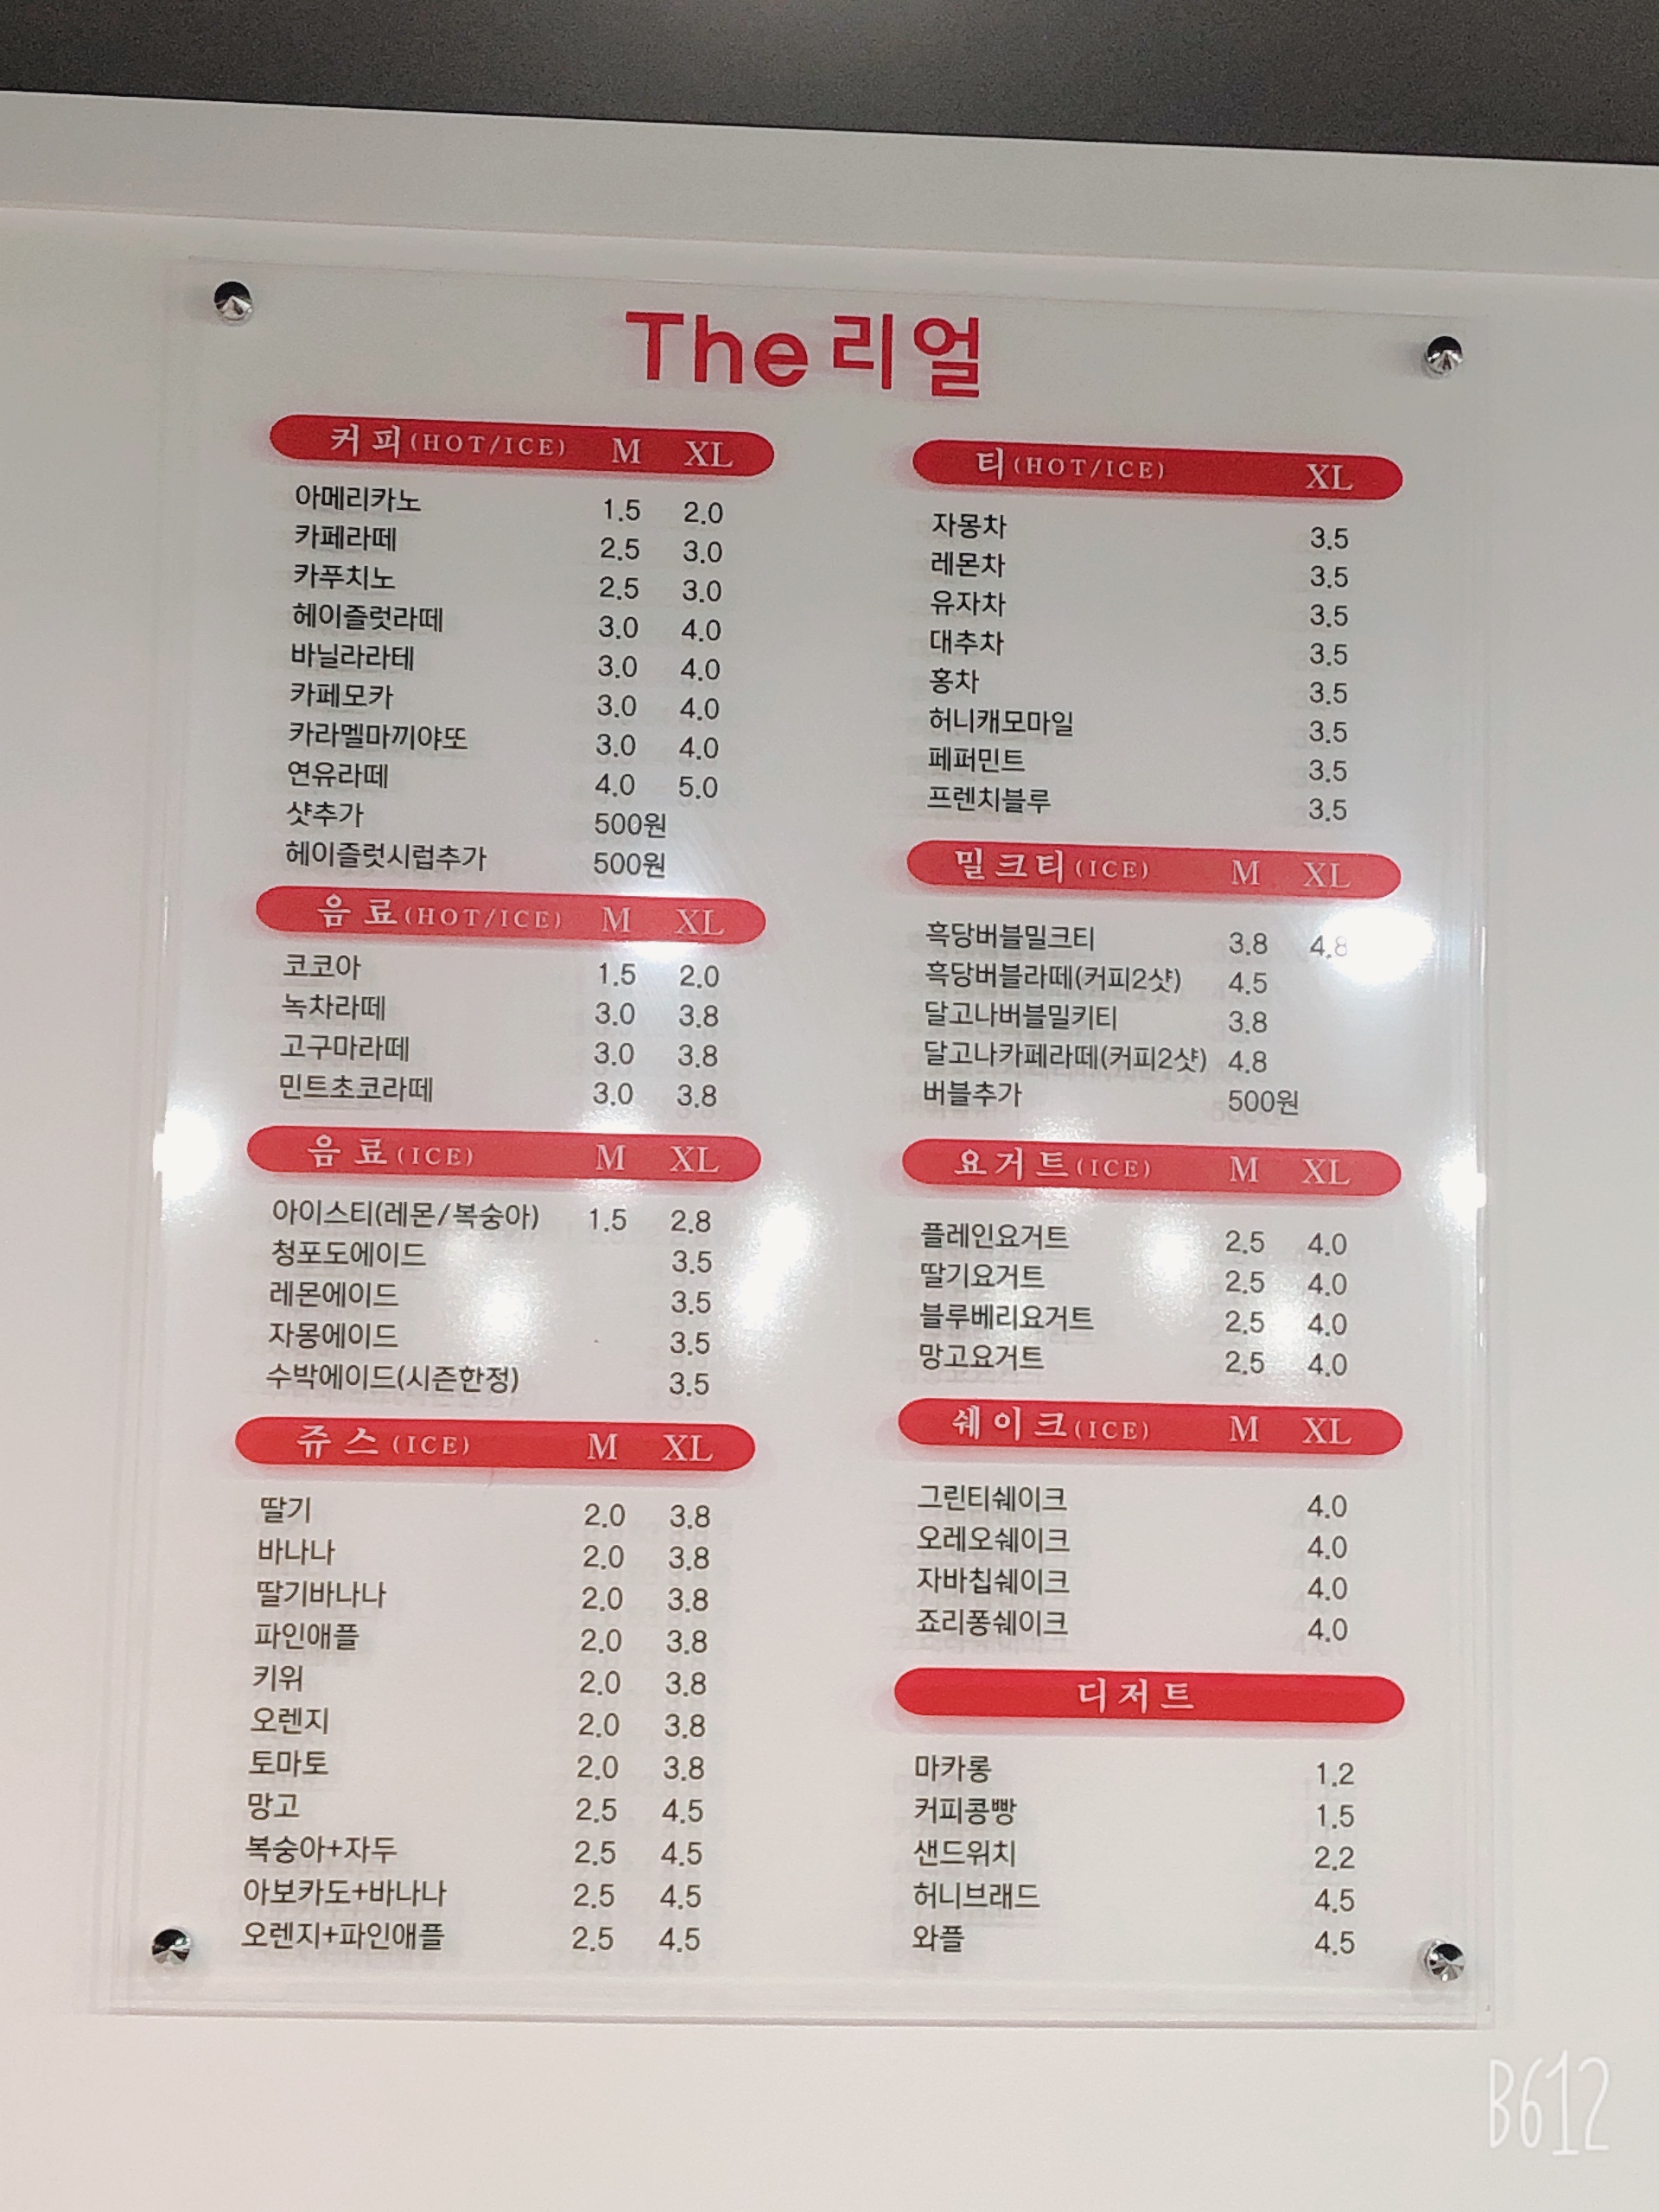 The리얼
커피(HOT/ICE) M XL
아메리카노 1.5 2.0
카페라떼 2.5 3.0
카푸치노 2.5 3.0
헤이즐럿라떼 3.0 4.0
바닐라라테 3.0 4.0
카페모카 3.0 4.0
카라멜마끼야또 3.0 4.0
연유라떼 4.0 5.0
샷추가 500원
헤이즐럿시럽추가 500원
음료(HOT/ICE) M XL
코코아 1.5 2.0
녹차라떼 3.0 3.8
고구마라떼 3.0 3.8
민트초코라떼 3.0 3.8
음료(ICE) M XL
아이스티(레몬/복숭아) 1.5 2.8
청포도에이드 3.5
레몬에이드 3.5
자몽에이드 3.5
수박에이드(시즌한정) 3.5
쥬스(ICE) M XL
딸기 2.0 3.8
바나나 2.0 3.8
딸기바나나 2.0 3.8
파인애플 2.0 3.8
키위 2.0 3.8
오렌지 2.0 3.8
토마토 2.0 3.8
망고 2.5 4.5
복숭아+자두 2.5 4.5
아보카도+바나나 2.5 4.5
오렌지+파인애플 2.5 4.5
티(HOT/ICE) XL
자몽차 3.5
레몬차 3.5
유자차 3.5
대추차 3.5
홍차 3.5
허니캐모마일 3.5
페퍼민트 3.5
프렌치블루 3.5
밀크티(ICE) M XL
흑당버블밀크티 3.8 4.8
흑당버블라떼(커피2샷) 4.5
달고나버블밀키티 3.8
달고나카페라떼(커피2샷) 4.8
버블추가 500원
요거트(ICE) M XL
플레인요거트 2.5 4.0
딸기요거트 2.5 4.0
블루베리요거트 2.5 4.0
망고요거트 2.5 4.0
쉐이크(ICE) M XL
그린티쉐이크 4.0
오레오쉐이크 4.0
자바칩쉐이크 4.0
죠리퐁쉐이크 4.0
디저트
마카롱 1.2
커피콩빵 1.5
샌드위치 2.2
허니브래드 4.5
와플 4.5
B612